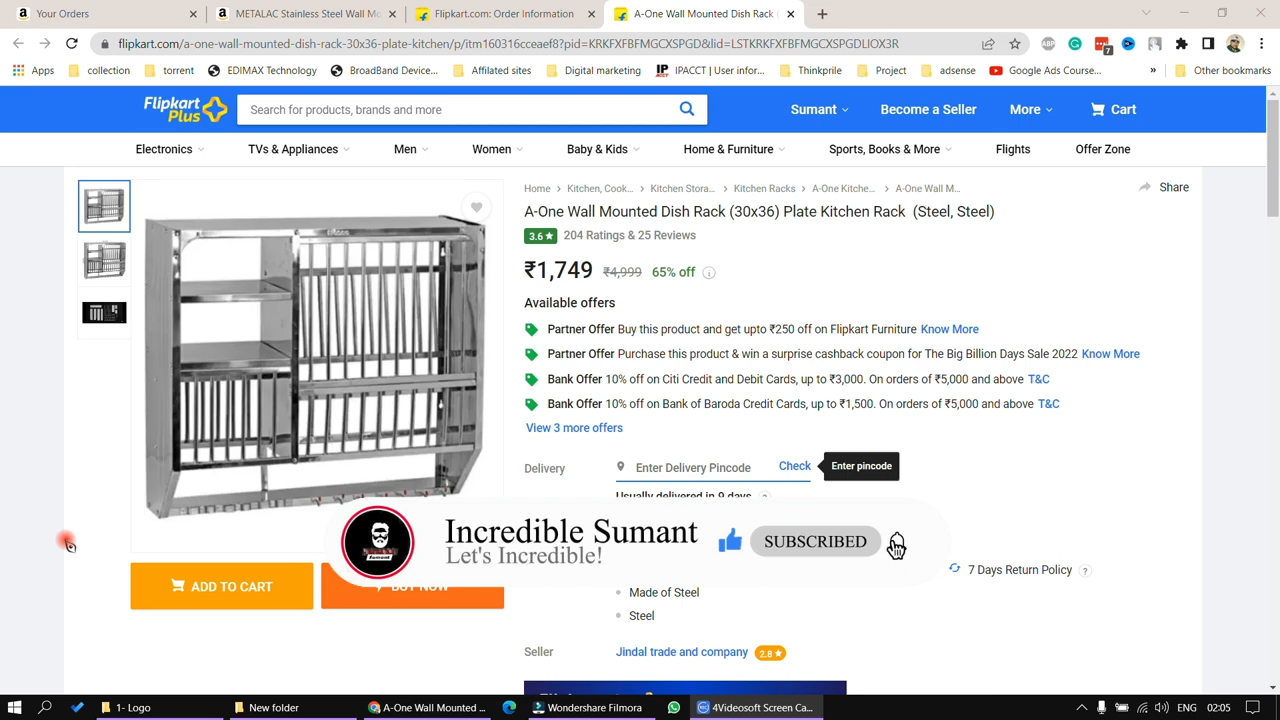 Your Orders
METALAC Stainless Steel Wall Mo
Flipkart.com: Order Information
A-One Wall Mounted Dish Rack (
flipkart.com/a-one-wall-mounted-dish-rack-30x36-plate-kitchen/p/itm60316cceaef8?pid=KRKFXFBFMGCXSPGD&lid=LSTKRKFXFBFMGCXSPGDLIOX3R
ABP
7
Apps
collection
torrent
EDIMAX Technology
BroadBand Device...
Affilated sites
Digital marketing
IPACCT | User infor...
Thinkprile
Project
adsense
Google Ads Course...
»
Other bookmarks
Flipkart
Plus
Search for products, brands and more
Sumant
Become a Seller
More
Cart
Electronics
TVs & Appliances
Men
Women
Baby & Kids
Home & Furniture
Sports, Books & More
Flights
Offer Zone
Home > Kitchen, Cook... > Kitchen Stora... > Kitchen Racks > A-One Kitche... > A-One Wall M...
Share
A-One Wall Mounted Dish Rack (30x36) Plate Kitchen Rack (Steel, Steel)
3.6 ★ 204 Ratings & 25 Reviews
₹1,749 ₹4,999 65% off
Available offers
Partner Offer Buy this product and get upto ₹250 off on Flipkart Furniture Know More
Partner Offer Purchase this product & win a surprise cashback coupon for The Big Billion Days Sale 2022 Know More
Bank Offer 10% off on Citi Credit and Debit Cards, up to ₹3,000. On orders of ₹5,000 and above T&C
Bank Offer 10% off on Bank of Baroda Credit Cards, up to ₹1,500. On orders of ₹5,000 and above T&C
View 3 more offers
Delivery
Enter Delivery Pincode
Check
Enter pincode
Usually delivered in 9 days
Incredible Sumant
Let's Incredible!
SUBSCRIBED
7 Days Return Policy ?
ADD TO CART
BUY NOW
Made of Steel
Steel
Seller
Jindal trade and company 2.8 ★
1- Logo
New folder
A-One Wall Mounted ...
Wondershare Filmora
4Videosoft Screen Ca...
ENG
02:05